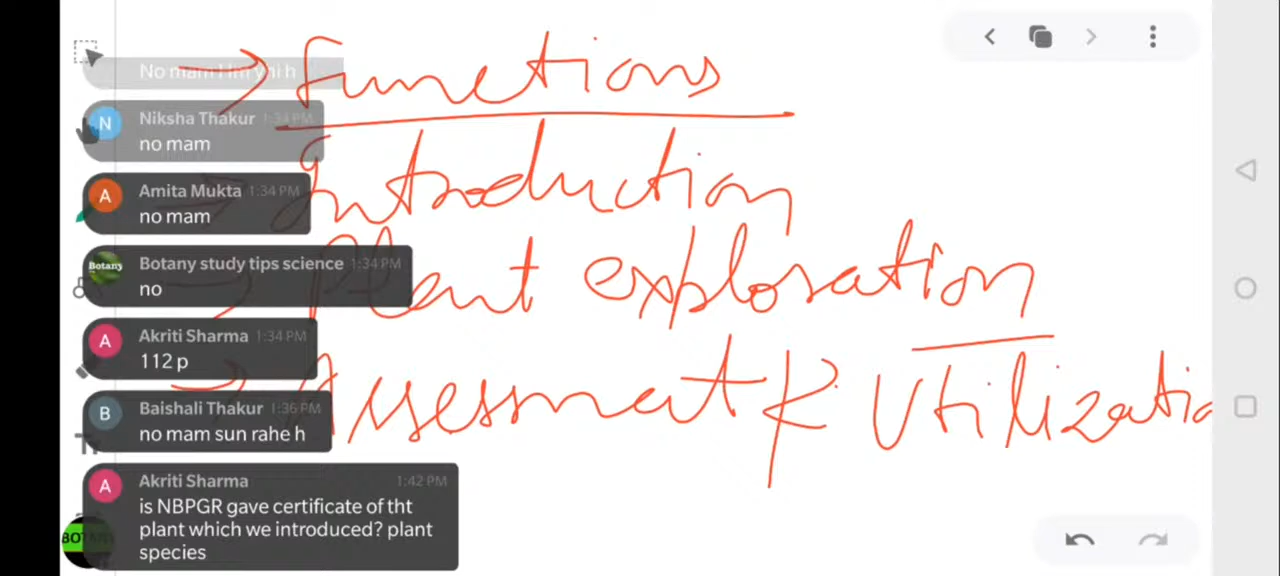 → Functions
→ Introduction
→ Plant exploration
→ Assessment & Utilizatio
No mam
Niksha Thakur 1:34 PM
no mam
Amita Mukta 1:34 PM
no mam
Botany study tips science 1:34 PM
no
Akriti Sharma 1:34 PM
112 p
Baishali Thakur 1:36 PM
no mam sun rahe h
Akriti Sharma 1:42 PM
is NBPGR gave certificate of tht
plant which we introduced? plant
species
N
A
Botany
A
B
A